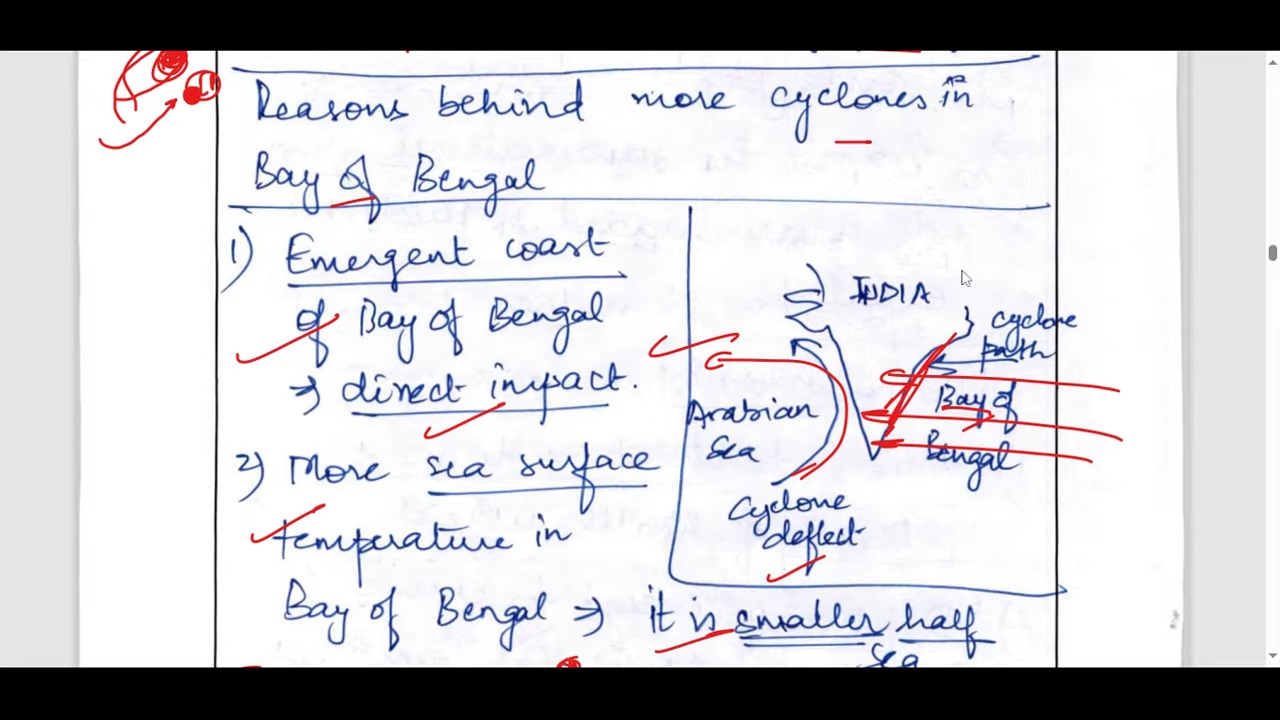 Reasons behind more cyclones in
Bay of Bengal
1) Emergent coast
of Bay of Bengal
→ direct impact.
2) More sea surface
temperature in
Bay of Bengal ⇒ it is smaller half
sea
INDIA
cyclone
path
Bay of
Bengal
Arabian
Sea
Cyclone
deflect